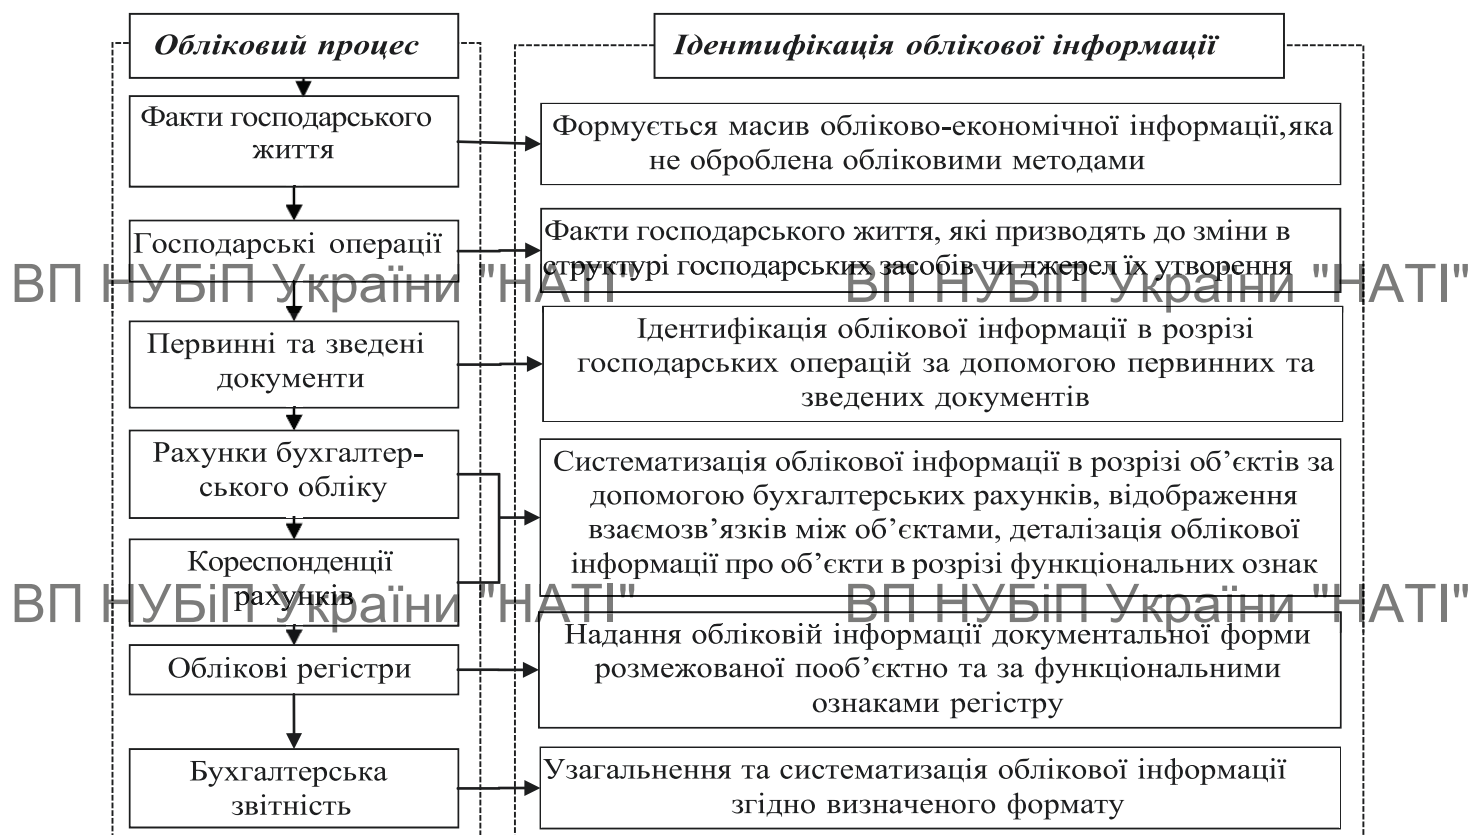 Обліковий процес
Ідентифікація облікової інформації
Факти господарського
життя
Формується масив обліково-економічної інформації,яка
не оброблена обліковими методами
Господарські операції
Факти господарського життя, які призводять до зміни в
структурі господарських засобів чи джерел їх утворення
ВП НУБіП України "НАТІ"
ВП НУБіП України "НАТІ"
Первинні та зведені
документи
Ідентифікація облікової інформації в розрізі
господарських операцій за допомогою первинних та
зведених документів
Рахунки бухгалтер-
ського обліку
Систематизація облікової інформації в розрізі об’єктів за
допомогою бухгалтерських рахунків, відображення
взаємозв’язків між об’єктами, деталізація облікової
інформації про об’єкти в розрізі функціональних ознак
Кореспонденції
рахунків
ВП НУБіП України "НАТІ"
ВП НУБіП України "НАТІ"
Облікові регістри
Надання обліковій інформації документальної форми
розмежованої пооб’єктно та за функціональними
ознаками регістру
Бухгалтерська
звітність
Узагальнення та систематизація облікової інформації
згідно визначеного формату